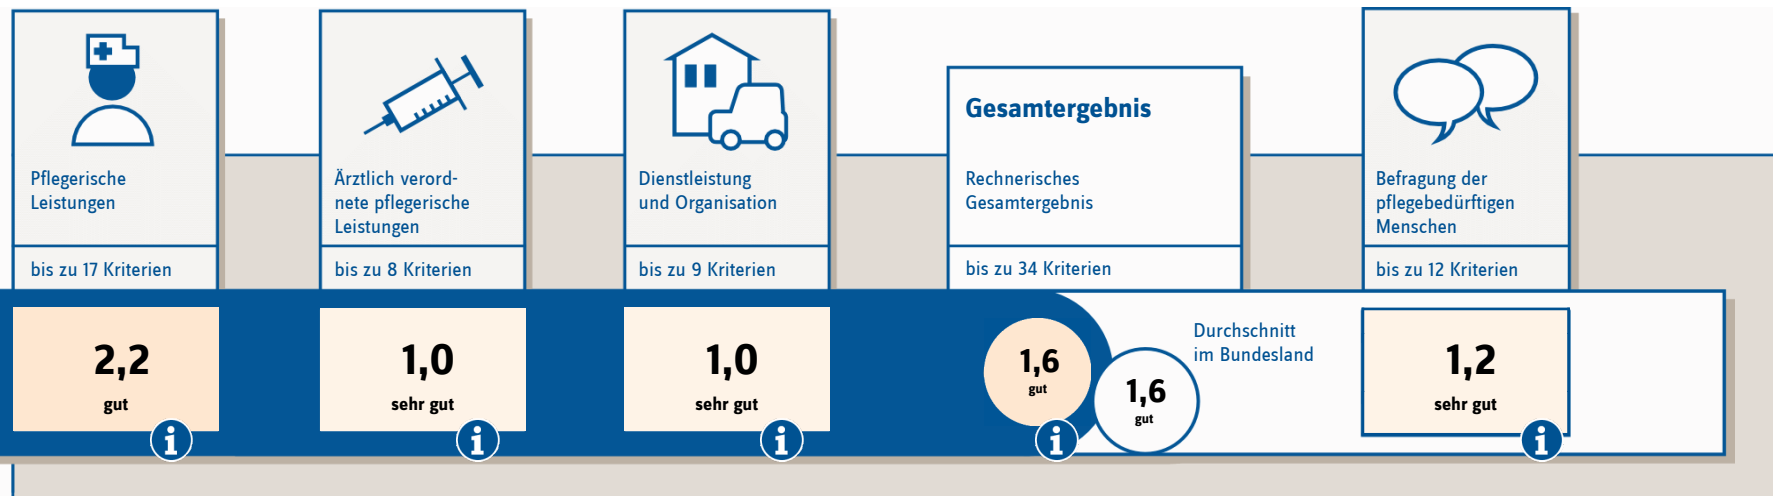 Pflegerische
Leistungen
bis zu 17 Kriterien
2,2
gut
Ärztlich verord-
nete pflegerische
Leistungen
bis zu 8 Kriterien
1,0
sehr gut
Dienstleistung
und Organisation
bis zu 9 Kriterien
1,0
sehr gut
Gesamtergebnis
Rechnerisches
Gesamtergebnis
bis zu 34 Kriterien
1,6
gut
Durchschnitt
im Bundesland
1,6
gut
Befragung der
pflegebedürftigen
Menschen
bis zu 12 Kriterien
1,2
sehr gut